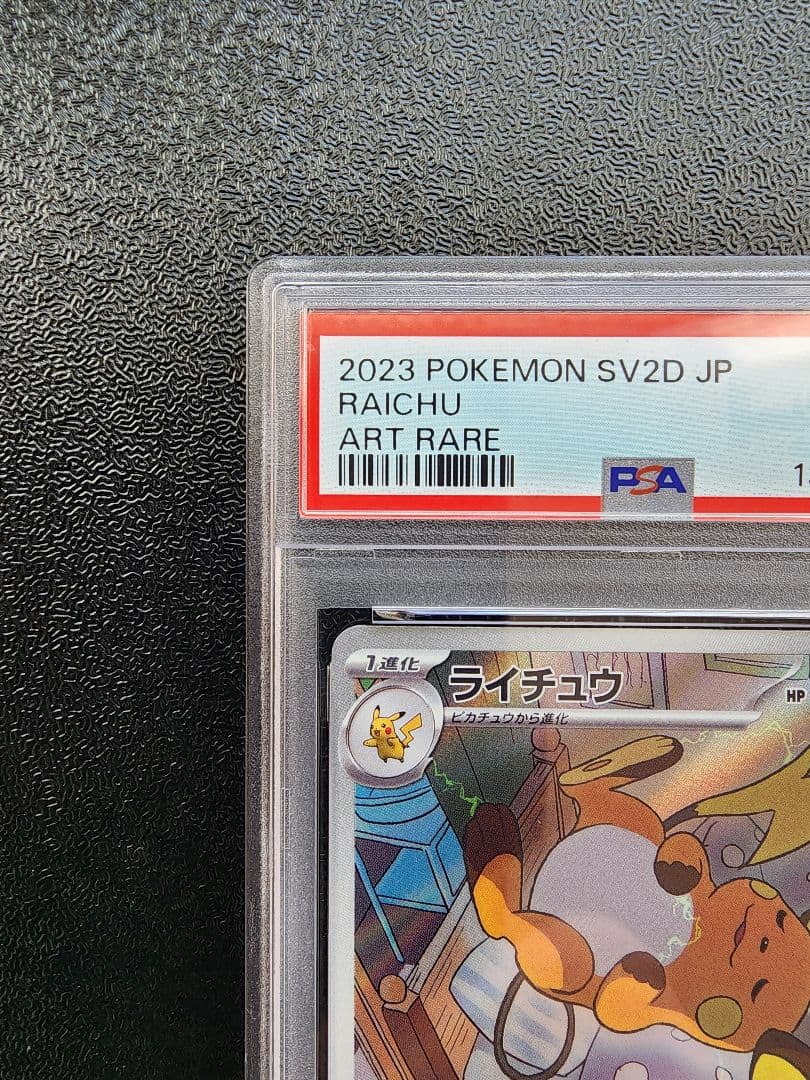 2023 POKEMON SV2D JP
RAICHU
ART RARE
PSA
1進化
ライチュウ
HP
ピカチュウから進化